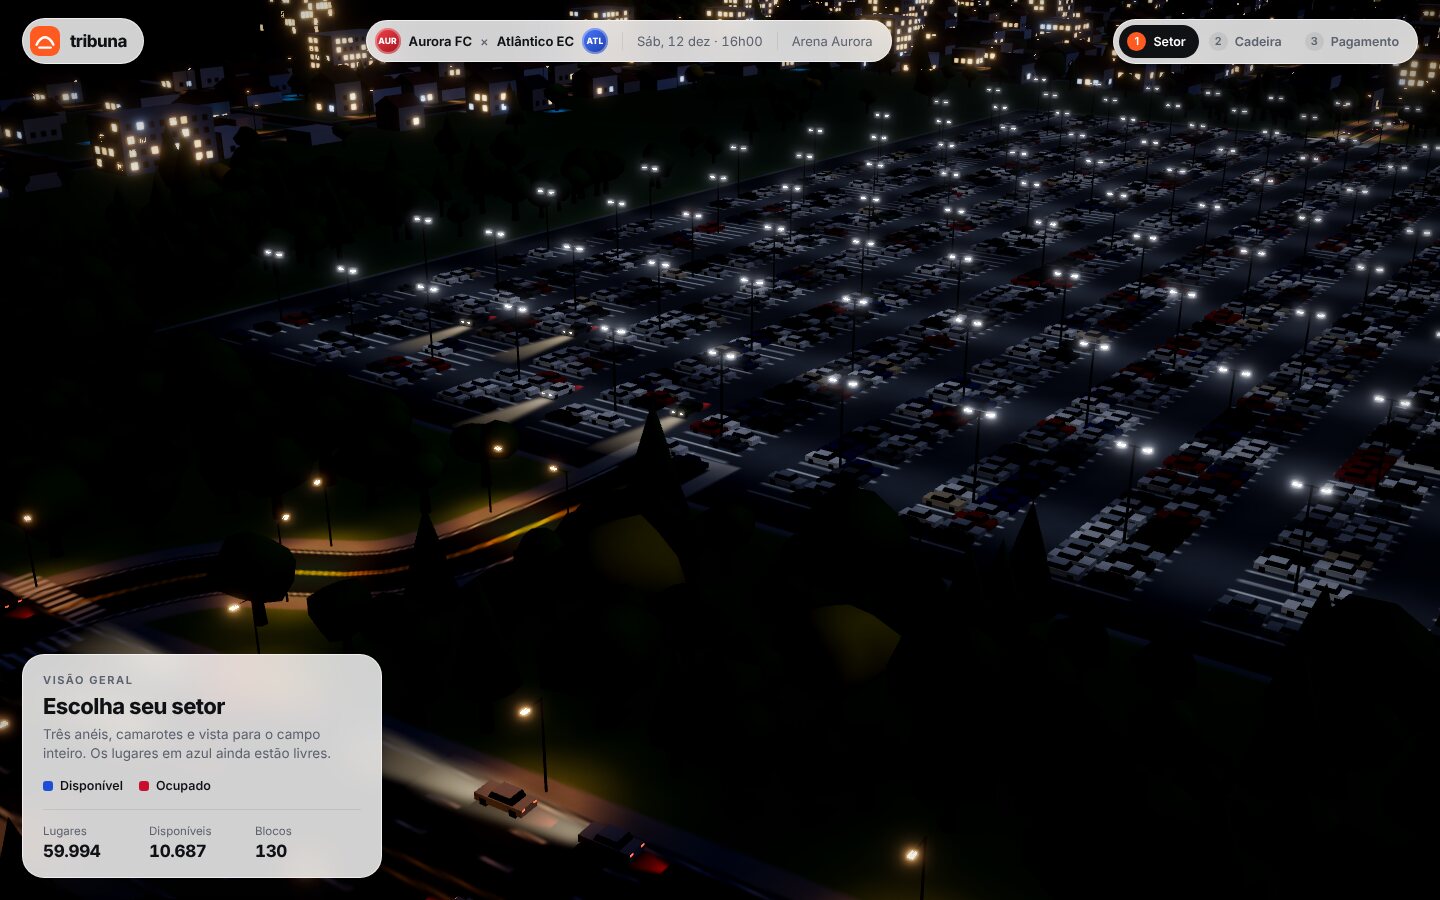 tribuna
AUR Aurora FC × Atlântico EC ATL Sáb, 12 dez · 16h00 Arena Aurora
1 Setor 2 Cadeira 3 Pagamento
VISÃO GERAL
Escolha seu setor
Três anéis, camarotes e vista para o campo
inteiro. Os lugares em azul ainda estão livres.
Disponível Ocupado
Lugares Disponíveis Blocos
59.994 10.687 130